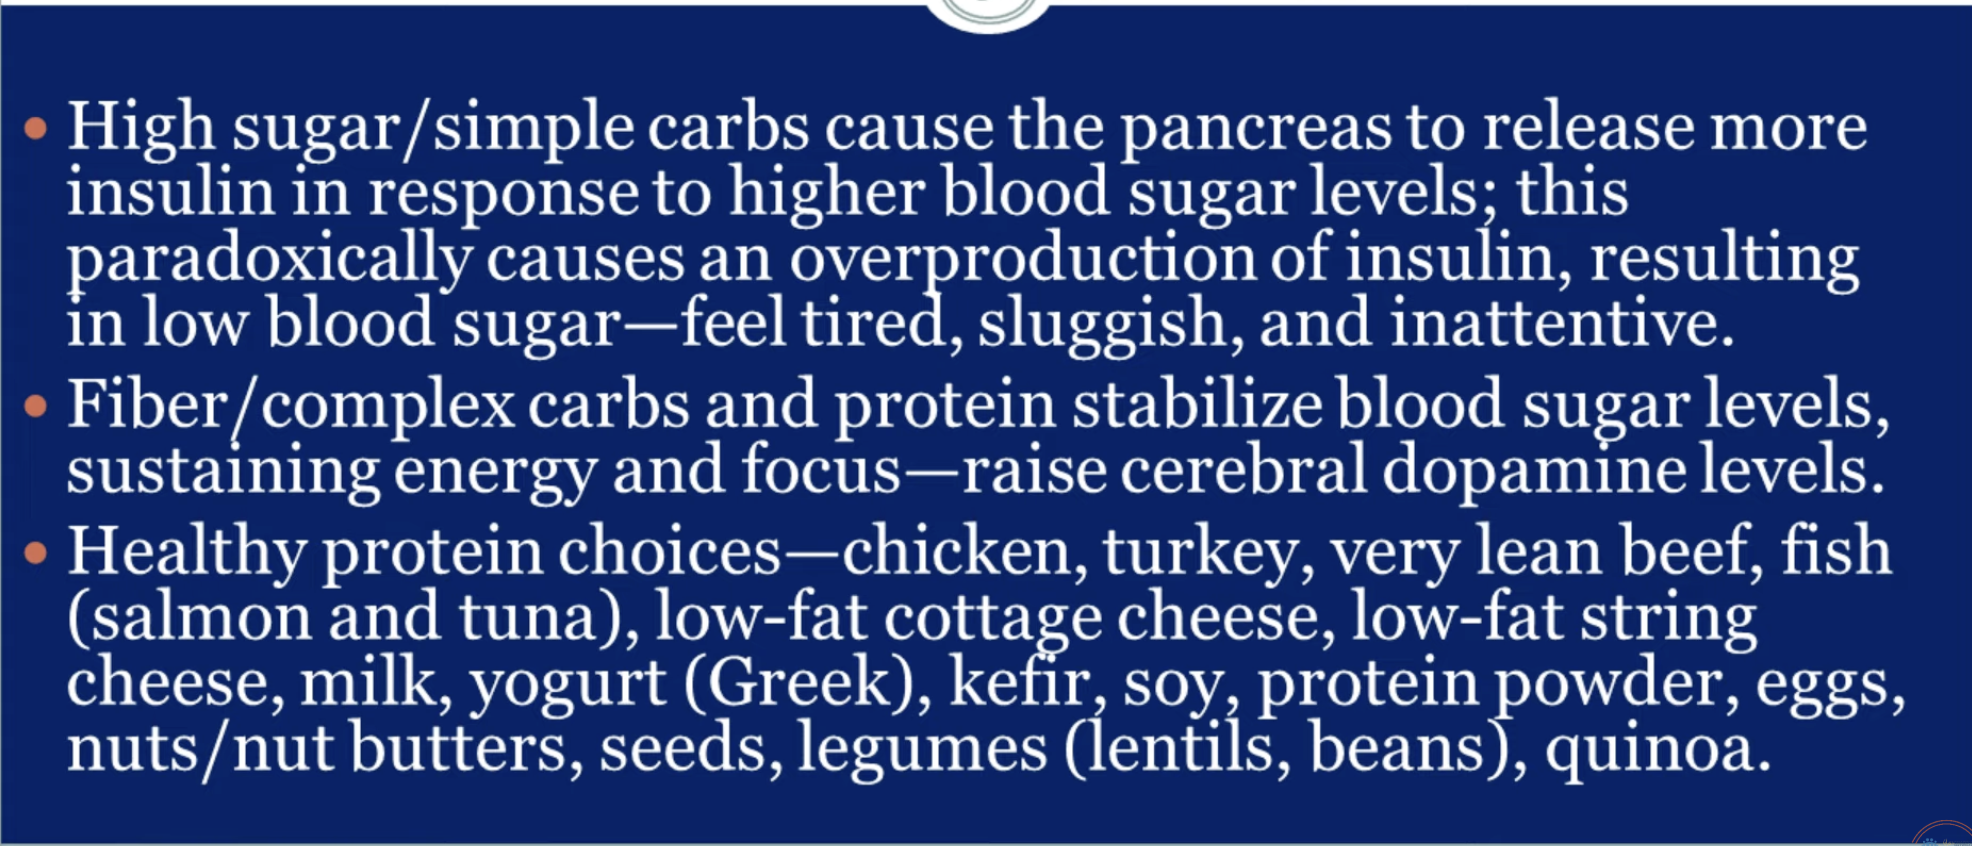 • High sugar/simple carbs cause the pancreas to release more
insulin in response to higher blood sugar levels; this
paradoxically causes an overproduction of insulin, resulting
in low blood sugar—feel tired, sluggish, and inattentive.
• Fiber/complex carbs and protein stabilize blood sugar levels,
sustaining energy and focus—raise cerebral dopamine levels.
• Healthy protein choices—chicken, turkey, very lean beef, fish
(salmon and tuna), low-fat cottage cheese, low-fat string
cheese, milk, yogurt (Greek), kefir, soy, protein powder, eggs,
nuts/nut butters, seeds, legumes (lentils, beans), quinoa.